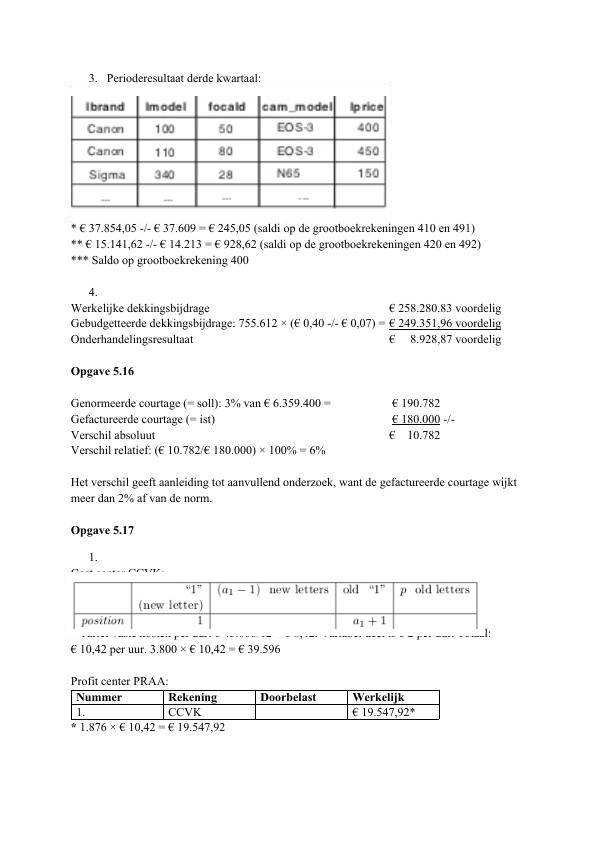 3. Perioderesultaat derde kwartaal:
lbrand lmodel focald cam_model lprice
Canon 100 50 EOS-3 400
Canon 110 80 EOS-3 450
Sigma 340 28 N65 150
... ... ... ...
* € 37.854,05 -/- € 37.609 = € 245,05 (saldi op de grootboekrekeningen 410 en 491)
** € 15.141,62 -/- € 14.213 = € 928,62 (saldi op de grootboekrekeningen 420 en 492)
*** Saldo op grootboekrekening 400
4.
Werkelijke dekkingsbijdrage € 258.280.83 voordelig
Gebudgetteerde dekkingsbijdrage: 755.612 × (€ 0,40 -/- € 0,07) = € 249.351,96 voordelig
Onderhandelingsresultaat € 8.928,87 voordelig
Opgave 5.16
Genormeerde courtage (= soll): 3% van € 6.359.400 = € 190.782
Gefactureerde courtage (= ist) € 180.000 -/-
Verschil absoluut € 10.782
Verschil relatief: (€ 10.782/€ 180.000) × 100% = 6%
Het verschil geeft aanleiding tot aanvullend onderzoek, want de gefactureerde courtage wijkt
meer dan 2% af van de norm.
Opgave 5.17
1.
“1” (a₁ − 1) new letters old “1” p old letters
(new letter)
position 1 a₁ + 1
€ 10,42 per uur. 3.800 × € 10,42 = € 39.596
Profit center PRAA:
Nummer Rekening Doorbelast Werkelijk
1. CCVK € 19.547,92*
* 1.876 × € 10,42 = € 19.547,92